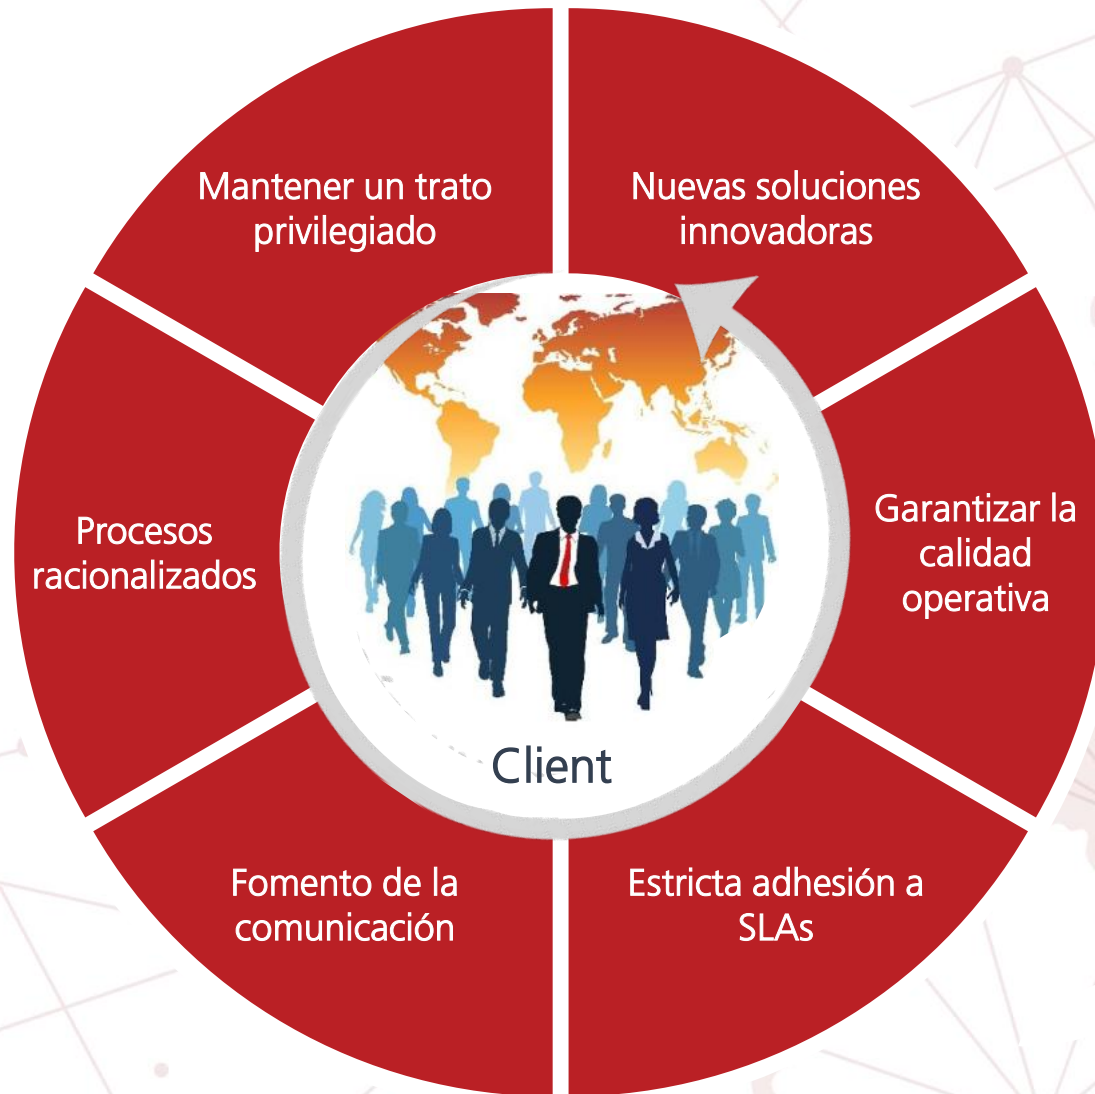 Mantener un trato
privilegiado
Nuevas soluciones
innovadoras
Garantizar la
calidad
operativa
Estricta adhesión a
SLAs
Fomento de la
comunicación
Procesos
racionalizados
Client